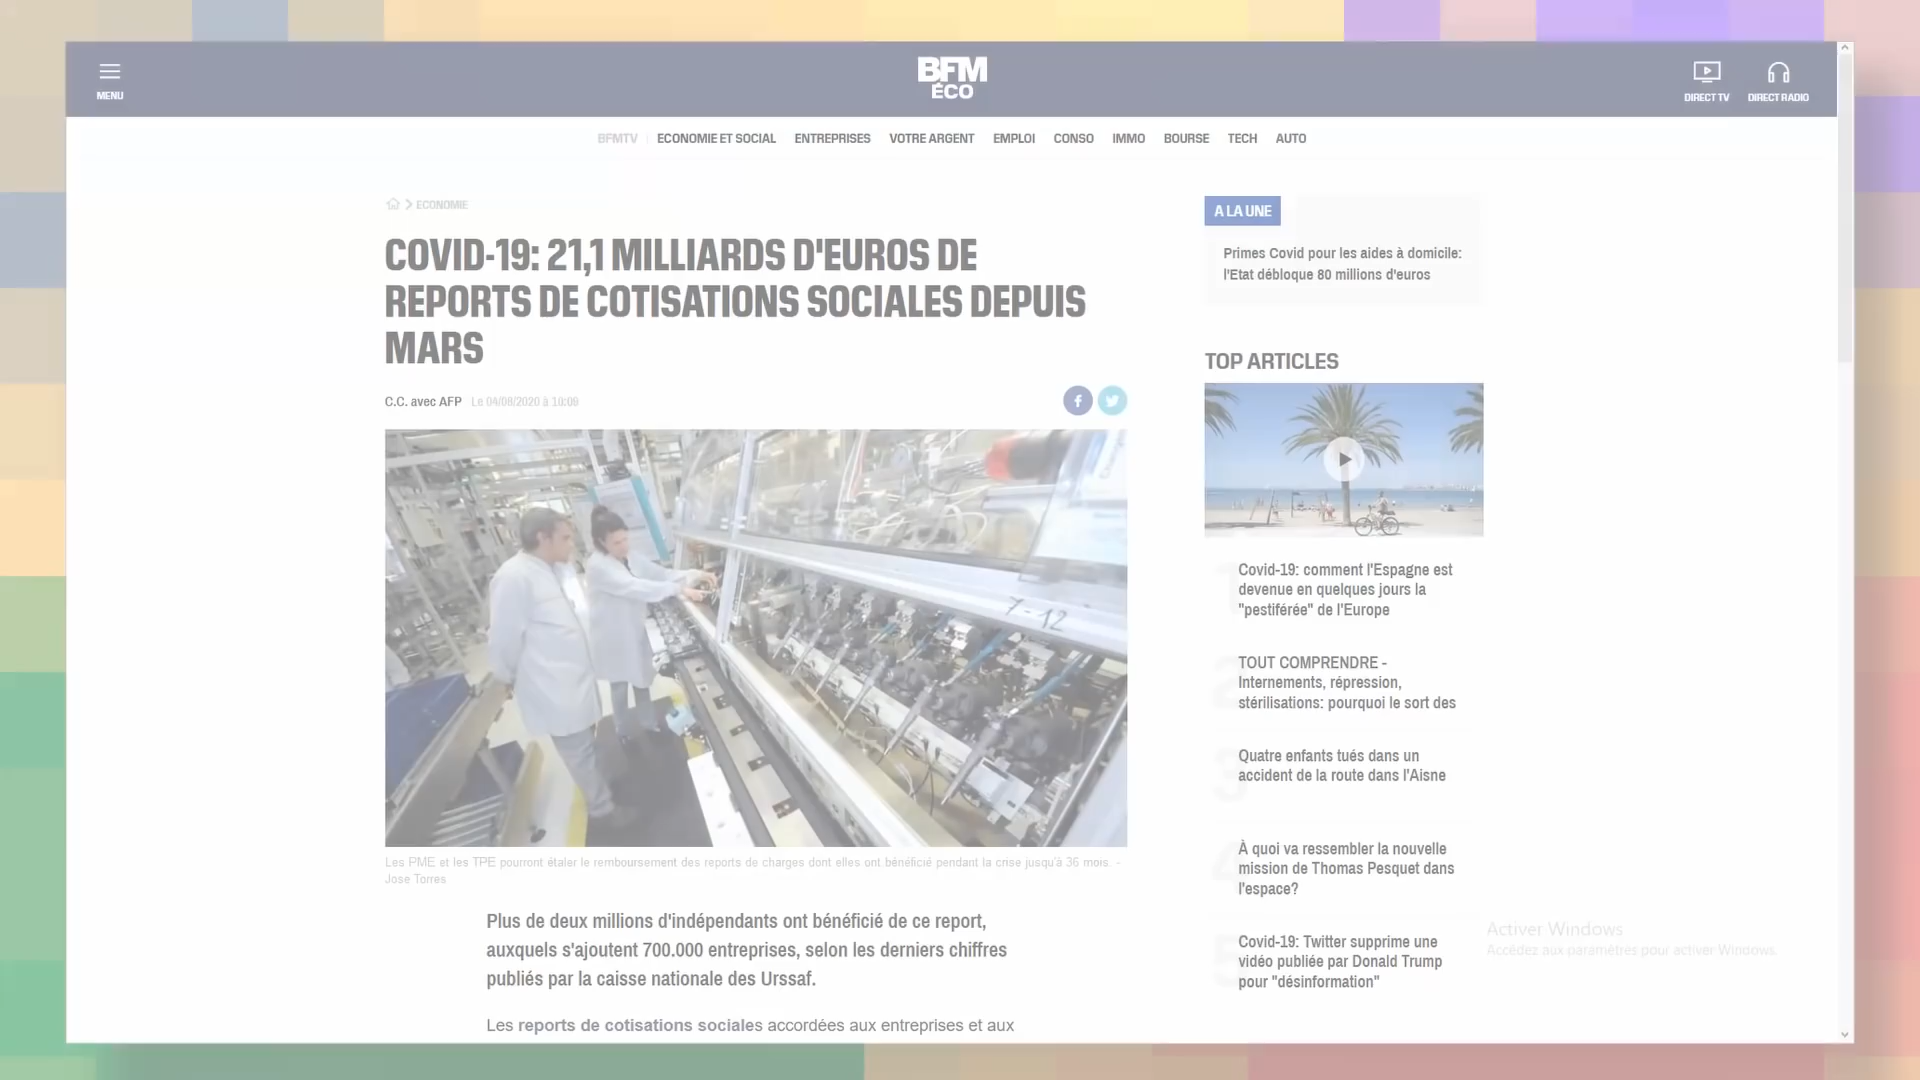 MENU
BFM
ÉCO
DIRECT TV
DIRECT RADIO
BFMTV
ECONOMIE ET SOCIAL
ENTREPRISES
VOTRE ARGENT
EMPLOI
CONSO
IMMO
BOURSE
TECH
AUTO
ECONOMIE
COVID-19: 21,1 MILLIARDS D'EUROS DE
REPORTS DE COTISATIONS SOCIALES DEPUIS
MARS
C.C. avec AFP Le 04/08/2020 à 10:09
7-12
Les PME et les TPE pourront étaler le remboursement des reports de charges dont elles ont bénéficié pendant la crise jusqu'à 36 mois. -
Jose Torres
Plus de deux millions d'indépendants ont bénéficié de ce report,
auxquels s'ajoutent 700.000 entreprises, selon les derniers chiffres
publiés par la caisse nationale des Urssaf.
Les reports de cotisations sociales accordées aux entreprises et aux
A LA UNE
Primes Covid pour les aides à domicile:
l'Etat débloque 80 millions d'euros
TOP ARTICLES
1
Covid-19: comment l'Espagne est
devenue en quelques jours la
"pestiférée" de l'Europe
2
TOUT COMPRENDRE -
Internements, répression,
stérilisations: pourquoi le sort des
3
Quatre enfants tués dans un
accident de la route dans l'Aisne
4
À quoi va ressembler la nouvelle
mission de Thomas Pesquet dans
l'espace?
5
Covid-19: Twitter supprime une
vidéo publiée par Donald Trump
pour "désinformation"
Activer Windows
Accédez aux paramètres pour activer Windows.